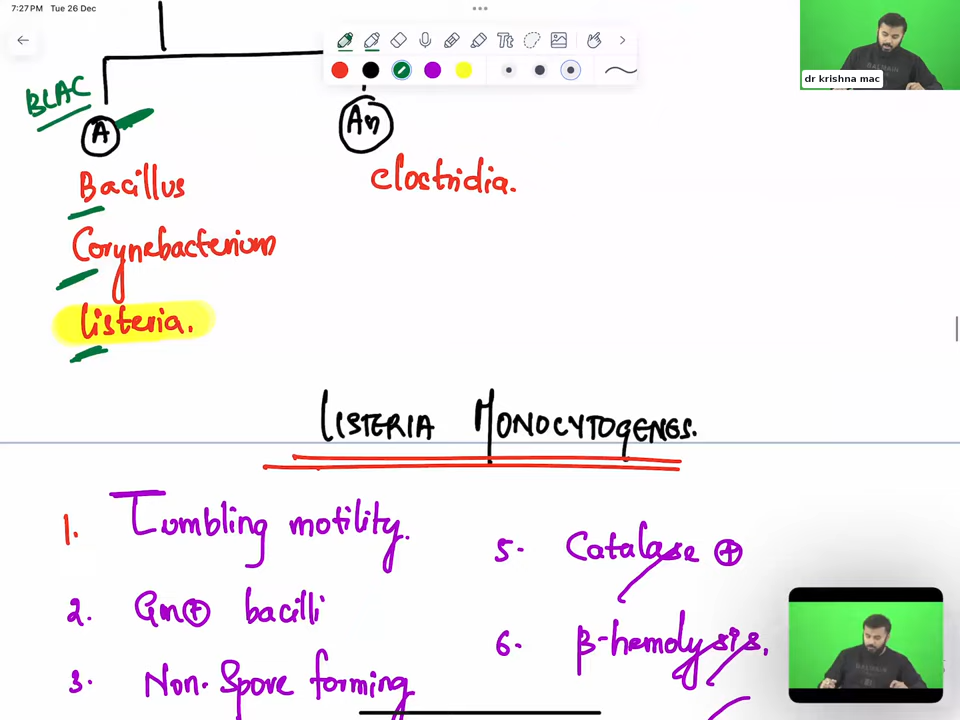 7:27 PM Tue 26 Dec
dr krishna mac
BLAC
A
An
Bacillus
Clostridia.
Corynebacterium
Listeria.
LISTERIA MONOCYTOGENES.
1. Tumbling motility.
2. Gm+ bacilli
3. Non-Spore forming
5. Catalase +
6. β-hemolysis.